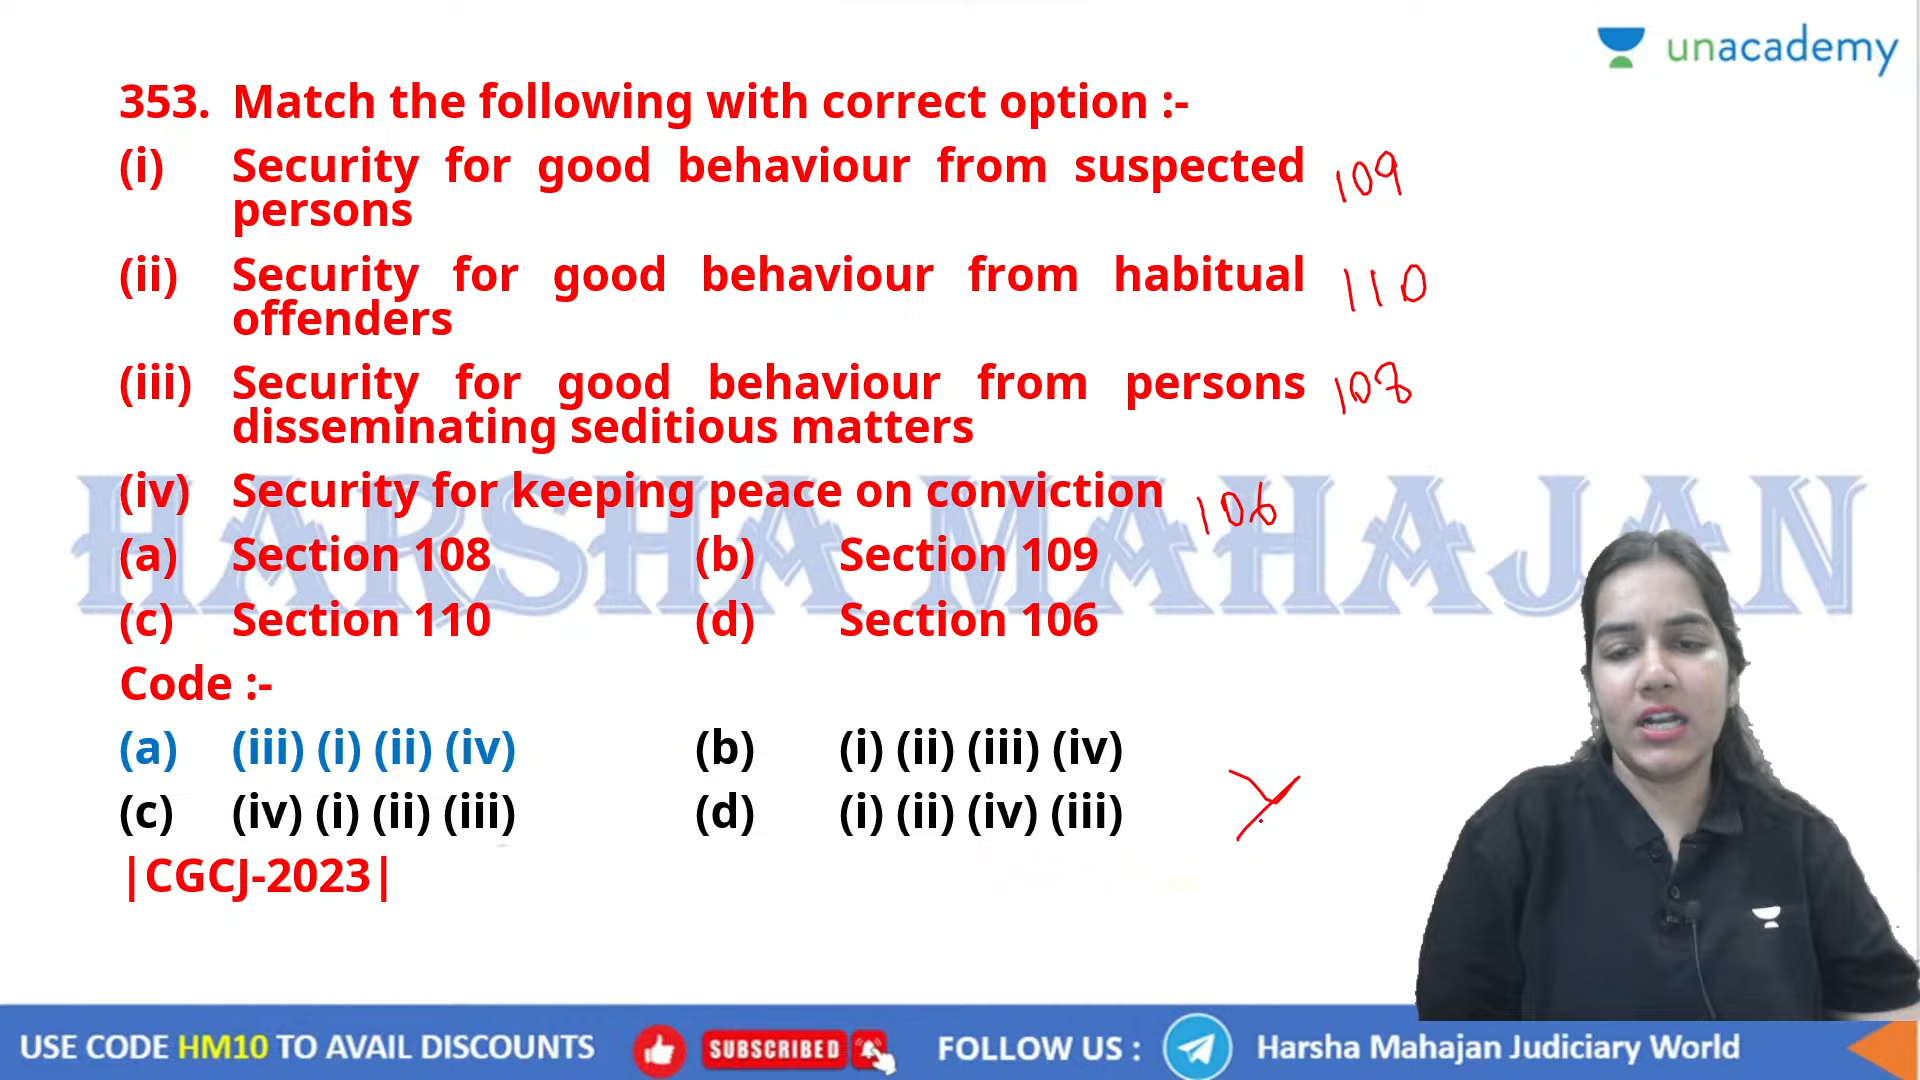 unacademy
353. Match the following with correct option :-
(i) Security for good behaviour from suspected 109
persons
(ii) Security for good behaviour from habitual 110
offenders
(iii) Security for good behaviour from persons 108
disseminating seditious matters
HARSHA MAHAJAN
(iv) Security for keeping peace on conviction 106
(a) Section 108 (b) Section 109
(c) Section 110 (d) Section 106
Code :-
(a) (iii) (i) (ii) (iv) (b) (i) (ii) (iii) (iv)
(c) (iv) (i) (ii) (iii) (d) (i) (ii) (iv) (iii)
|CGCJ-2023|
USE CODE HM10 TO AVAIL DISCOUNTS SUBSCRIBED FOLLOW US : Harsha Mahajan Judiciary World